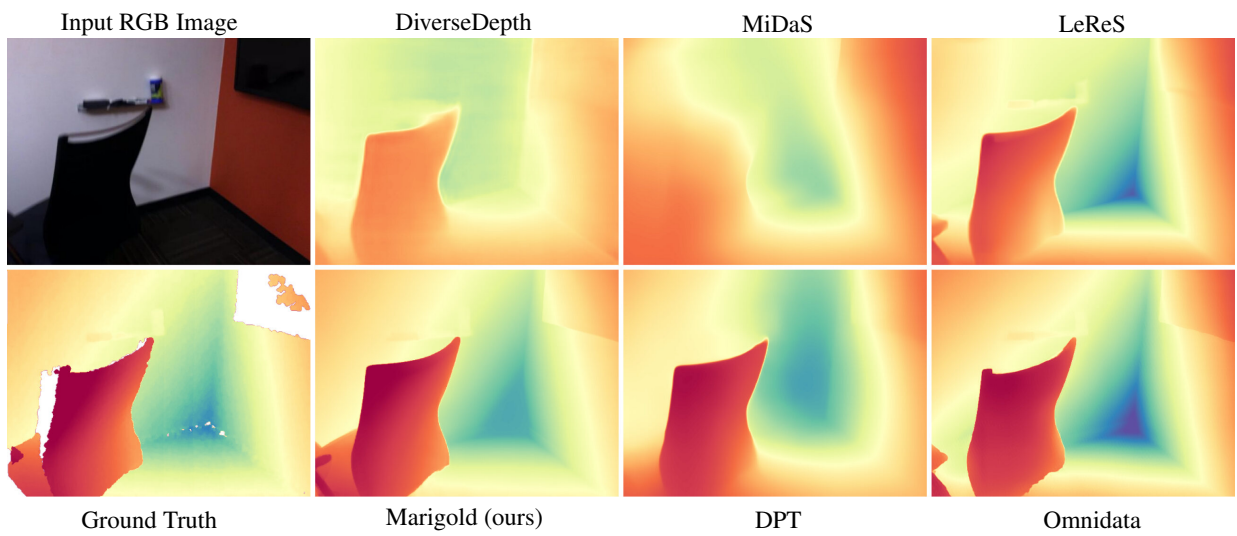 Input RGB Image DiverseDepth MiDaS LeReS
Ground Truth Marigold (ours) DPT Omnidata